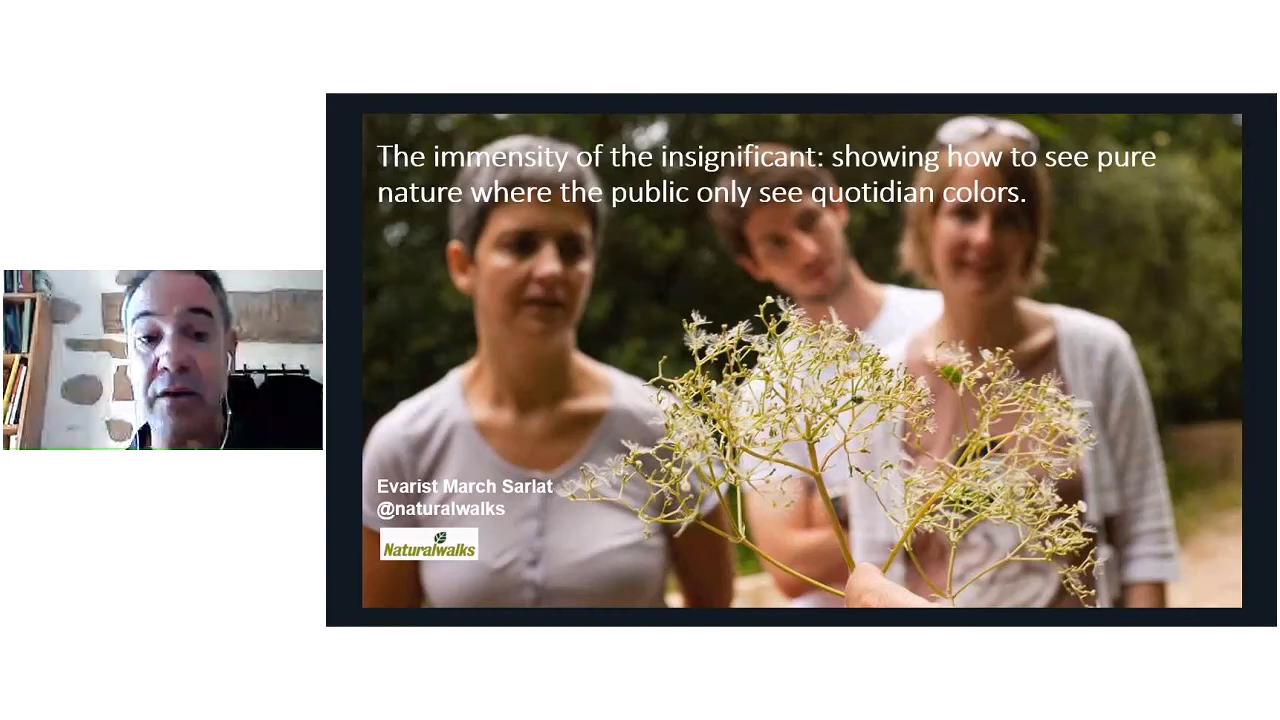 The immensity of the insignificant: showing how to see pure
nature where the public only see quotidian colors.
Evarist March Sarlat
@naturalwalks
Naturalwalks